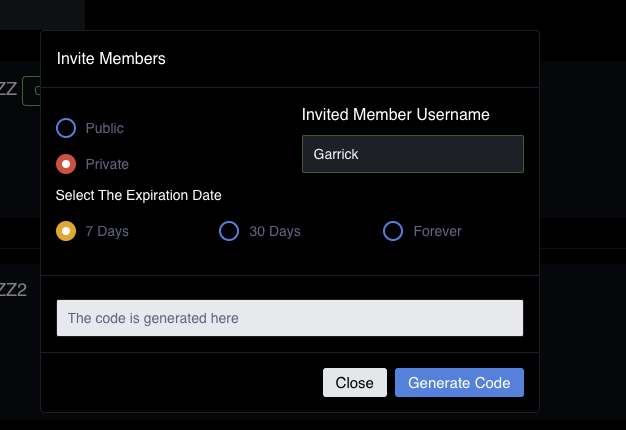 Invite Members
ZZ
Public
Invited Member Username
Garrick
Private
Select The Expiration Date
7 Days
30 Days
Forever
ZZ2
The code is generated here
Close
Generate Code